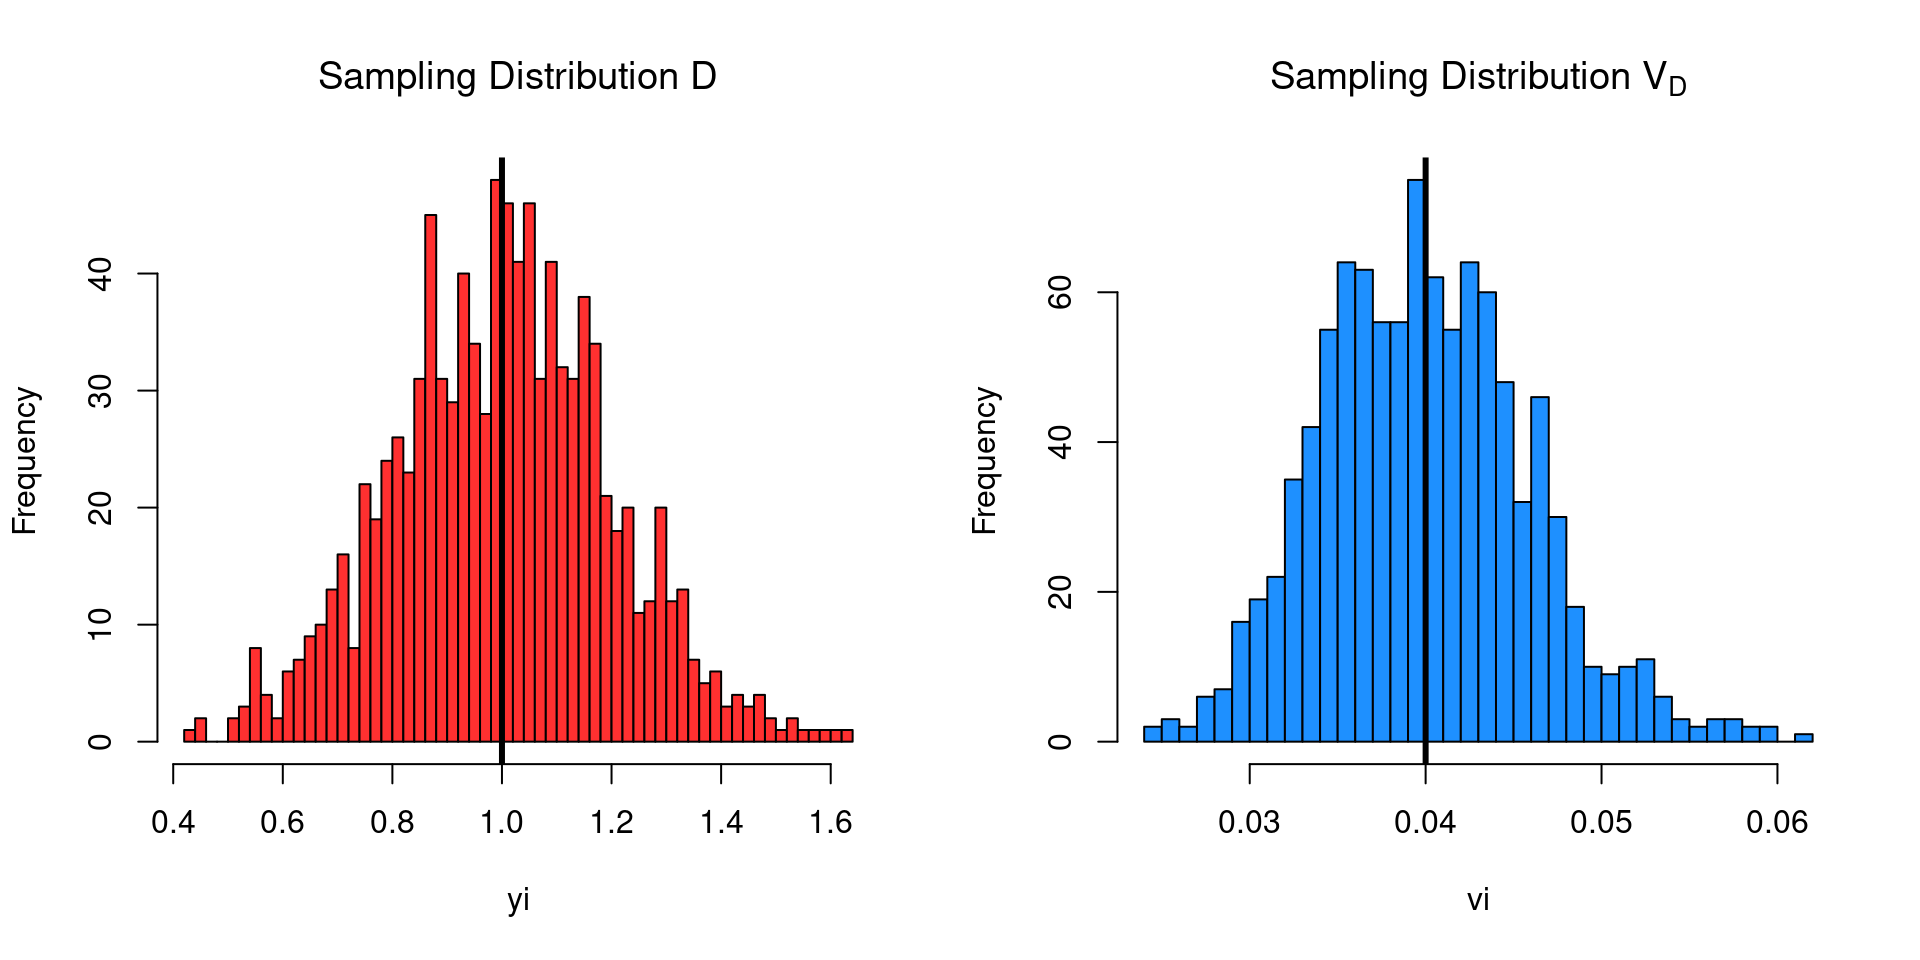 Sampling Distribution D
Frequency
0
10
20
30
40
0.4 0.6 0.8 1.0 1.2 1.4 1.6
yi
Sampling Distribution V_D
Frequency
0
20
40
60
0.03 0.04 0.05 0.06
vi